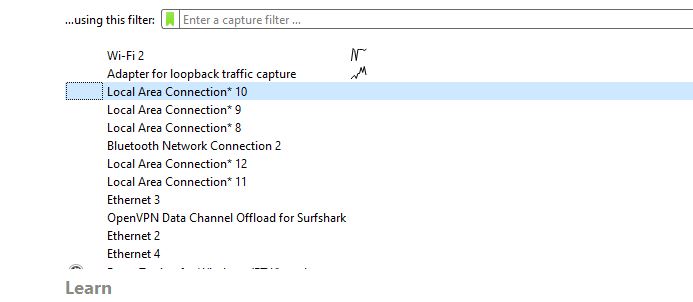 ...using this filter: Enter a capture filter ...
Wi-Fi 2
Adapter for loopback traffic capture
Local Area Connection* 10
Local Area Connection* 9
Local Area Connection* 8
Bluetooth Network Connection 2
Local Area Connection* 12
Local Area Connection* 11
Ethernet 3
OpenVPN Data Channel Offload for Surfshark
Ethernet 2
Ethernet 4
Learn